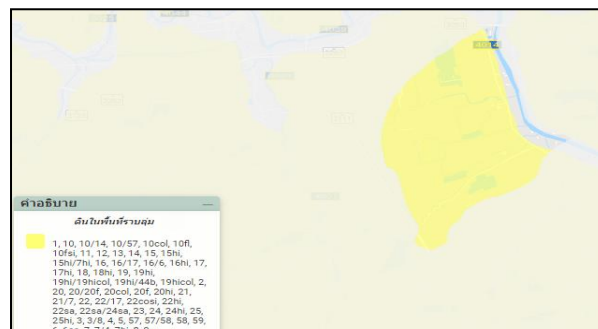 คำอธิบาย
ดินในพื้นที่ราบลุ่ม
1, 10, 10/14, 10/57, 10col, 10fl,
10fsi, 11, 12, 13, 14, 15, 15hi,
15hi/7hi, 16, 16/17, 16/6, 16hi, 17,
17hi, 18, 18hi, 19, 19hi,
19hi/19hicol, 19hi/44b, 19hicol, 2,
20, 20/20f, 20col, 20f, 20hi, 21,
21/7, 22, 22/17, 22cosi, 22hi,
22sa, 22sa/24sa, 23, 24, 24hi, 25,
25hi, 3, 3/8, 4, 5, 57, 57/58, 58, 59,